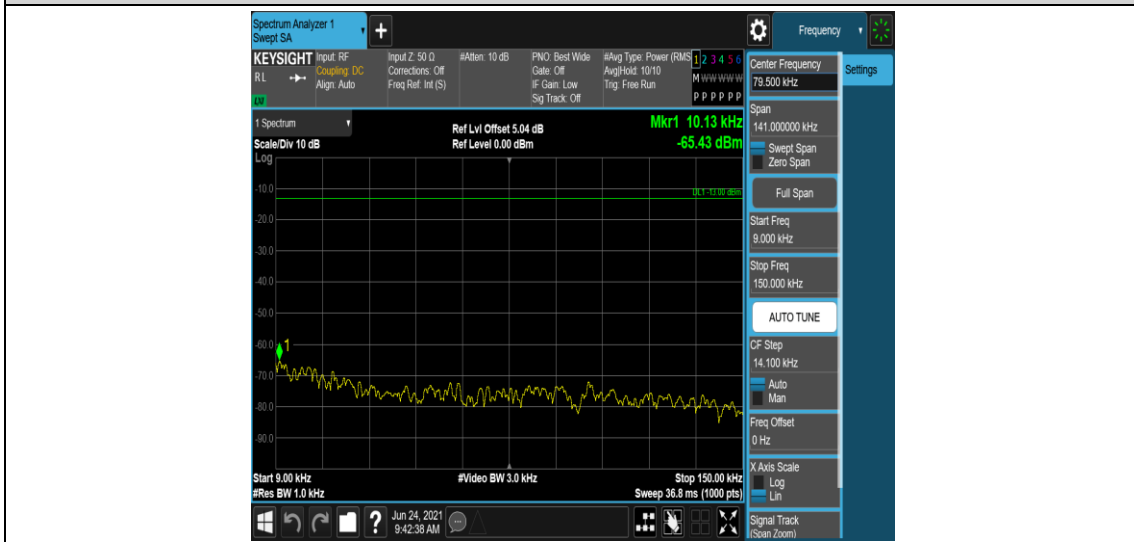 Spectrum Analyzer 1
Swept SA
+
Frequency
KEYSIGHT
RL
LXI
Input: RF
Coupling: DC
Align: Auto
Input Z: 50 Ω
Corrections: Off
Freq Ref: Int (S)
#Atten: 10 dB
PNO: Best Wide
Gate: Off
IF Gain: Low
Sig Track: Off
#Avg Type: Power (RMS
Avg|Hold: 10/10
Trig: Free Run
1 2 3 4 5 6
M W W W W W
P P P P P P
1 Spectrum
Scale/Div 10 dB
Log
Ref Lvl Offset 5.04 dB
Ref Level 0.00 dBm
Mkr1 10.13 kHz
-65.43 dBm
DL1 -13.00 dBm
-10.0
-20.0
-30.0
-40.0
-50.0
-60.0
-70.0
-80.0
-90.0
1
Start 9.00 kHz
#Res BW 1.0 kHz
#Video BW 3.0 kHz
Stop 150.00 kHz
Sweep 36.8 ms (1000 pts)
?
Jun 24, 2021
9:42:38 AM
Center Frequency
79.500 kHz
Span
141.000000 kHz
Swept Span
Zero Span
Full Span
Start Freq
9.000 kHz
Stop Freq
150.000 kHz
AUTO TUNE
CF Step
14.100 kHz
Auto
Man
Freq Offset
0 Hz
X Axis Scale
Log
Lin
Signal Track
(Span Zoom)
Settings